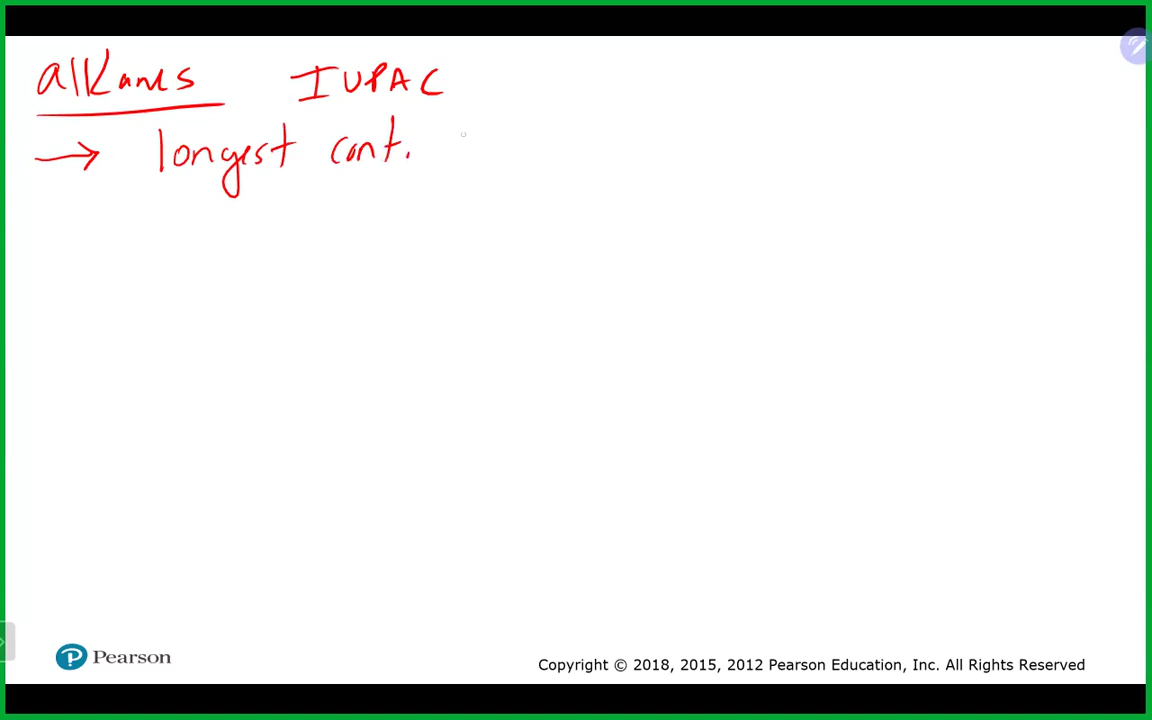 alkanes IUPAC
→ longest cont.
Pearson
Copyright © 2018, 2015, 2012 Pearson Education, Inc. All Rights Reserved